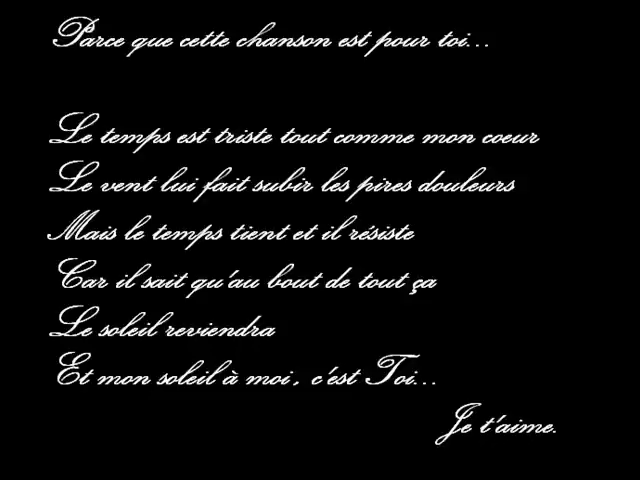 Parce que cette chanson est pour toi...
Le temps est triste tout comme mon coeur
Le vent lui fait subir les pires douleurs
Mais le temps tient et il résiste
Car il sait qu'au bout de tout ça
Le soleil reviendra
Et mon soleil à moi, c'est Toi...
Je t'aime.